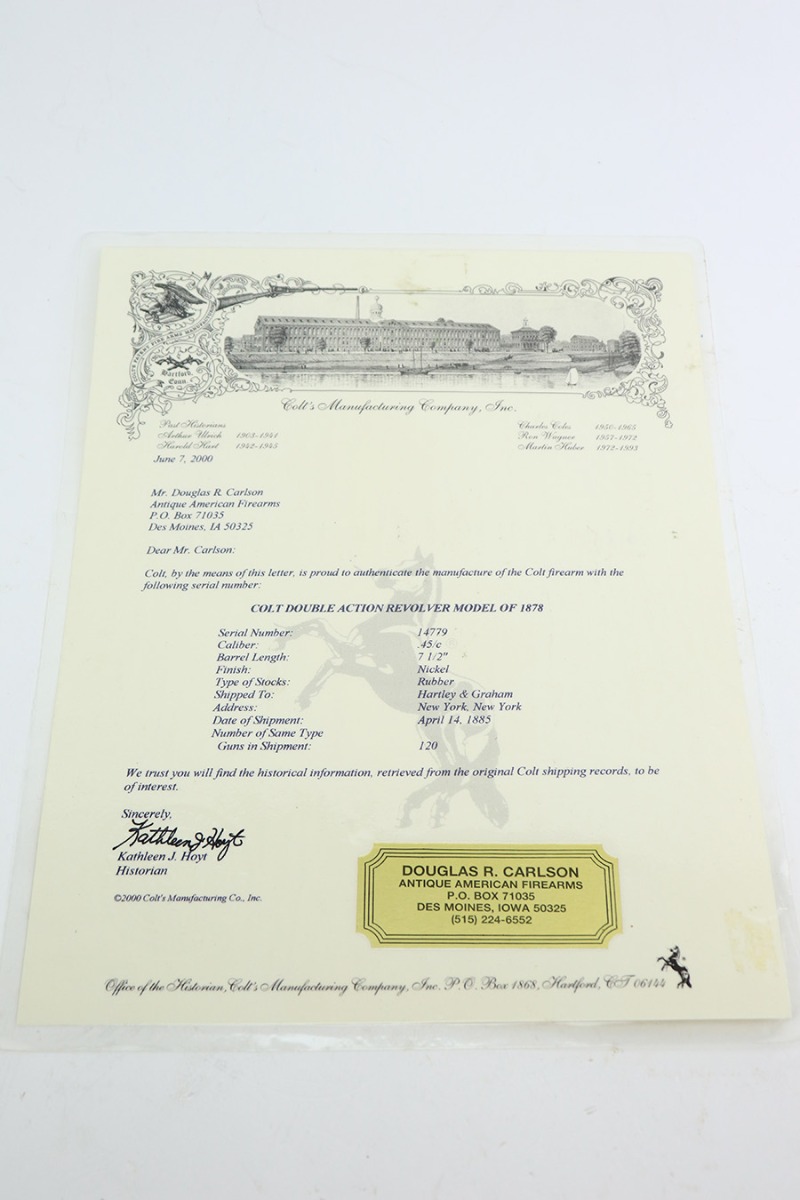 Hartford,
Conn
Colt's Manufacturing Company, Inc.
Past Historians
Arthur Ulrich 1903-1941
Harold Hart 1942-1945
Charles Coles 1950-1965
Ron Wagner 1957-1972
Martin Huber 1972-1993
June 7, 2000
Mr. Douglas R. Carlson
Antique American Firearms
P.O. Box 71035
Des Moines, IA 50325
Dear Mr. Carlson:
Colt, by the means of this letter, is proud to authenticate the manufacture of the Colt firearm with the
following serial number:
COLT DOUBLE ACTION REVOLVER MODEL OF 1878
Serial Number: 14779
Caliber: .45/c
Barrel Length: 7 1/2"
Finish: Nickel
Type of Stocks: Rubber
Shipped To: Hartley & Graham
Address: New York, New York
Date of Shipment: April 14, 1885
Number of Same Type
Guns in Shipment: 120
We trust you will find the historical information, retrieved from the original Colt shipping records, to be
of interest.
Sincerely,
Kathleen J Hoyt
Kathleen J. Hoyt
Historian
©2000 Colt's Manufacturing Co., Inc.
DOUGLAS R. CARLSON
ANTIQUE AMERICAN FIREARMS
P.O. BOX 71035
DES MOINES, IOWA 50325
(515) 224-6552
Office of the Historian, Colt's Manufacturing Company, Inc. P.O. Box 1868, Hartford, CT 06144